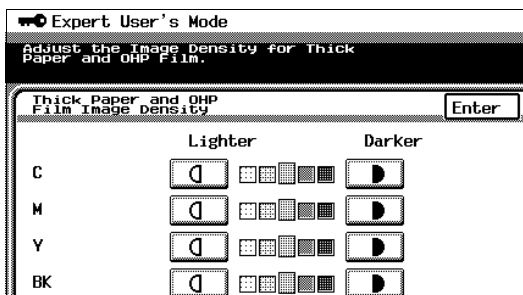 Expert User's Mode
Adjust the Image Density for Thick
Paper and OHP Film.
Thick Paper and OHP
Film Image Density
Enter
Lighter Darker
C
M
Y
BK